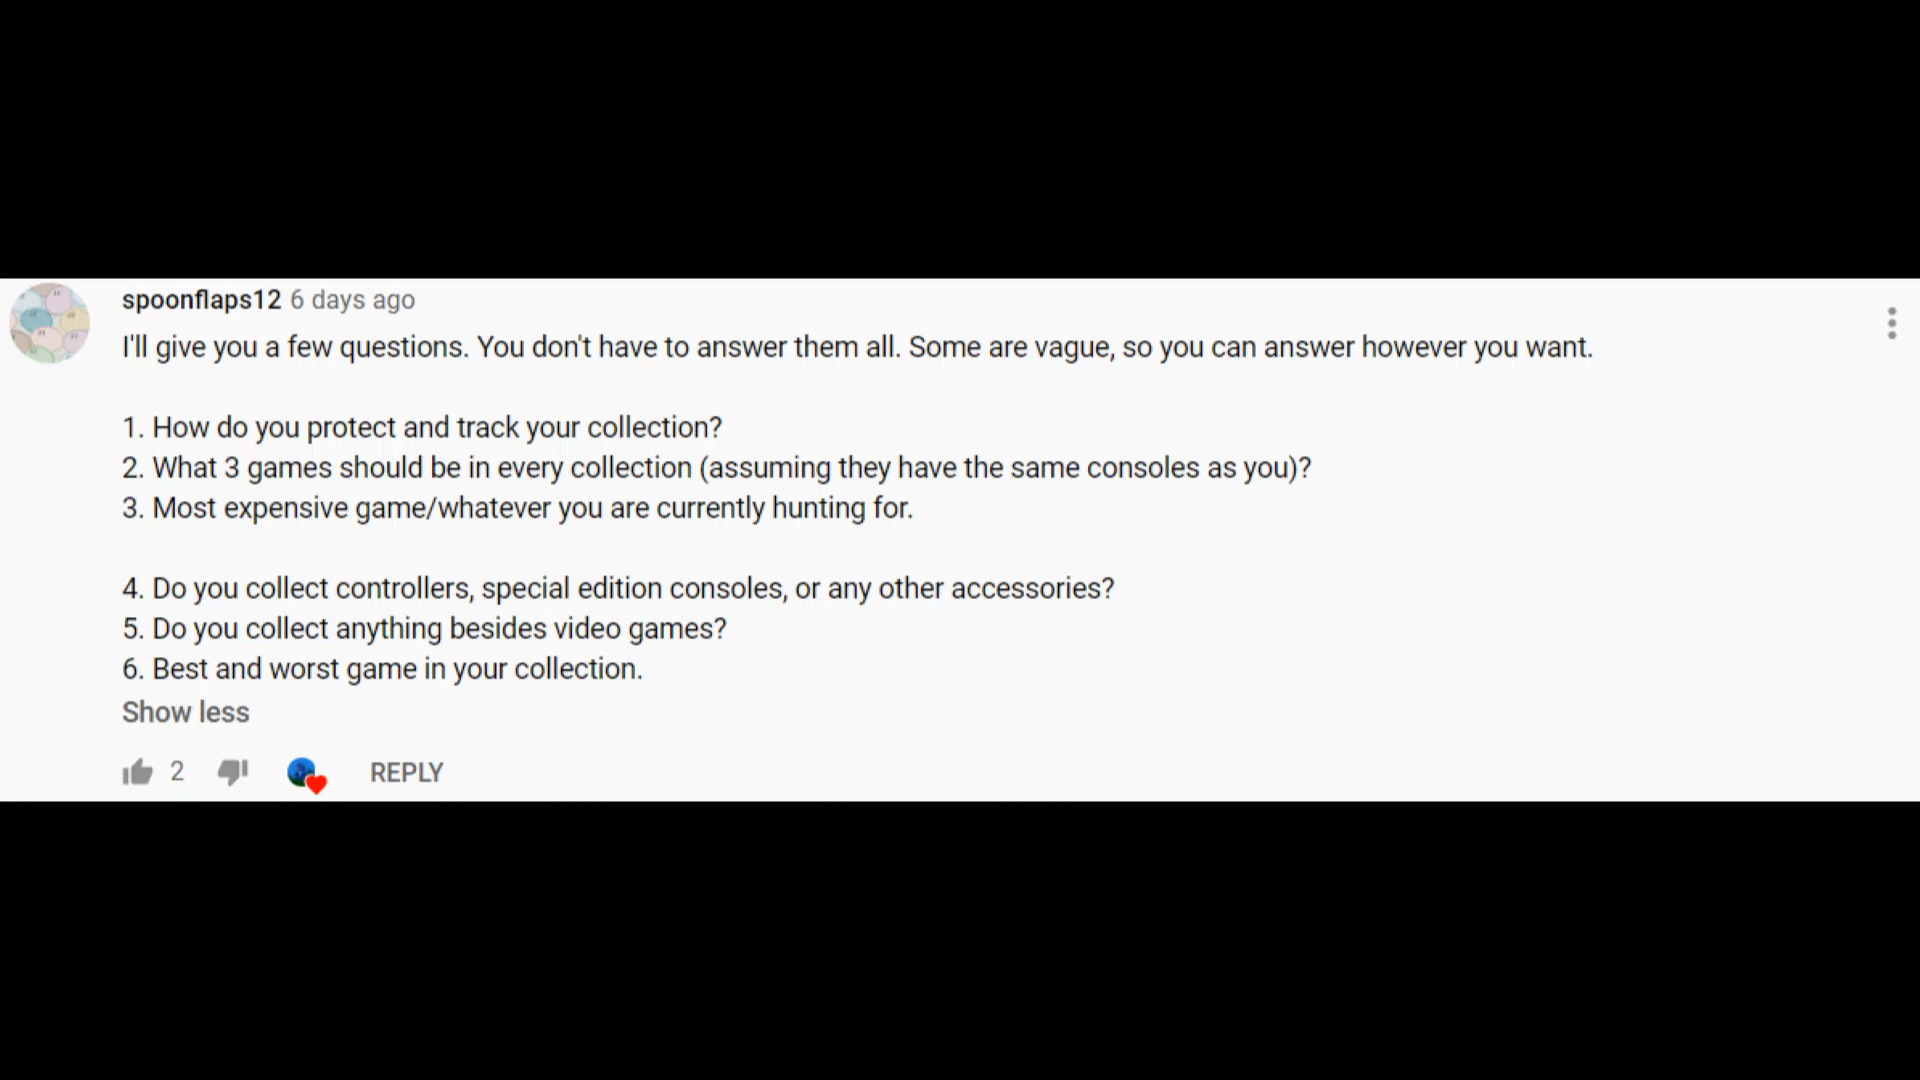 spoonflaps12 6 days ago
I'll give you a few questions. You don't have to answer them all. Some are vague, so you can answer however you want.
1. How do you protect and track your collection?
2. What 3 games should be in every collection (assuming they have the same consoles as you)?
3. Most expensive game/whatever you are currently hunting for.
4. Do you collect controllers, special edition consoles, or any other accessories?
5. Do you collect anything besides video games?
6. Best and worst game in your collection.
Show less
2 REPLY